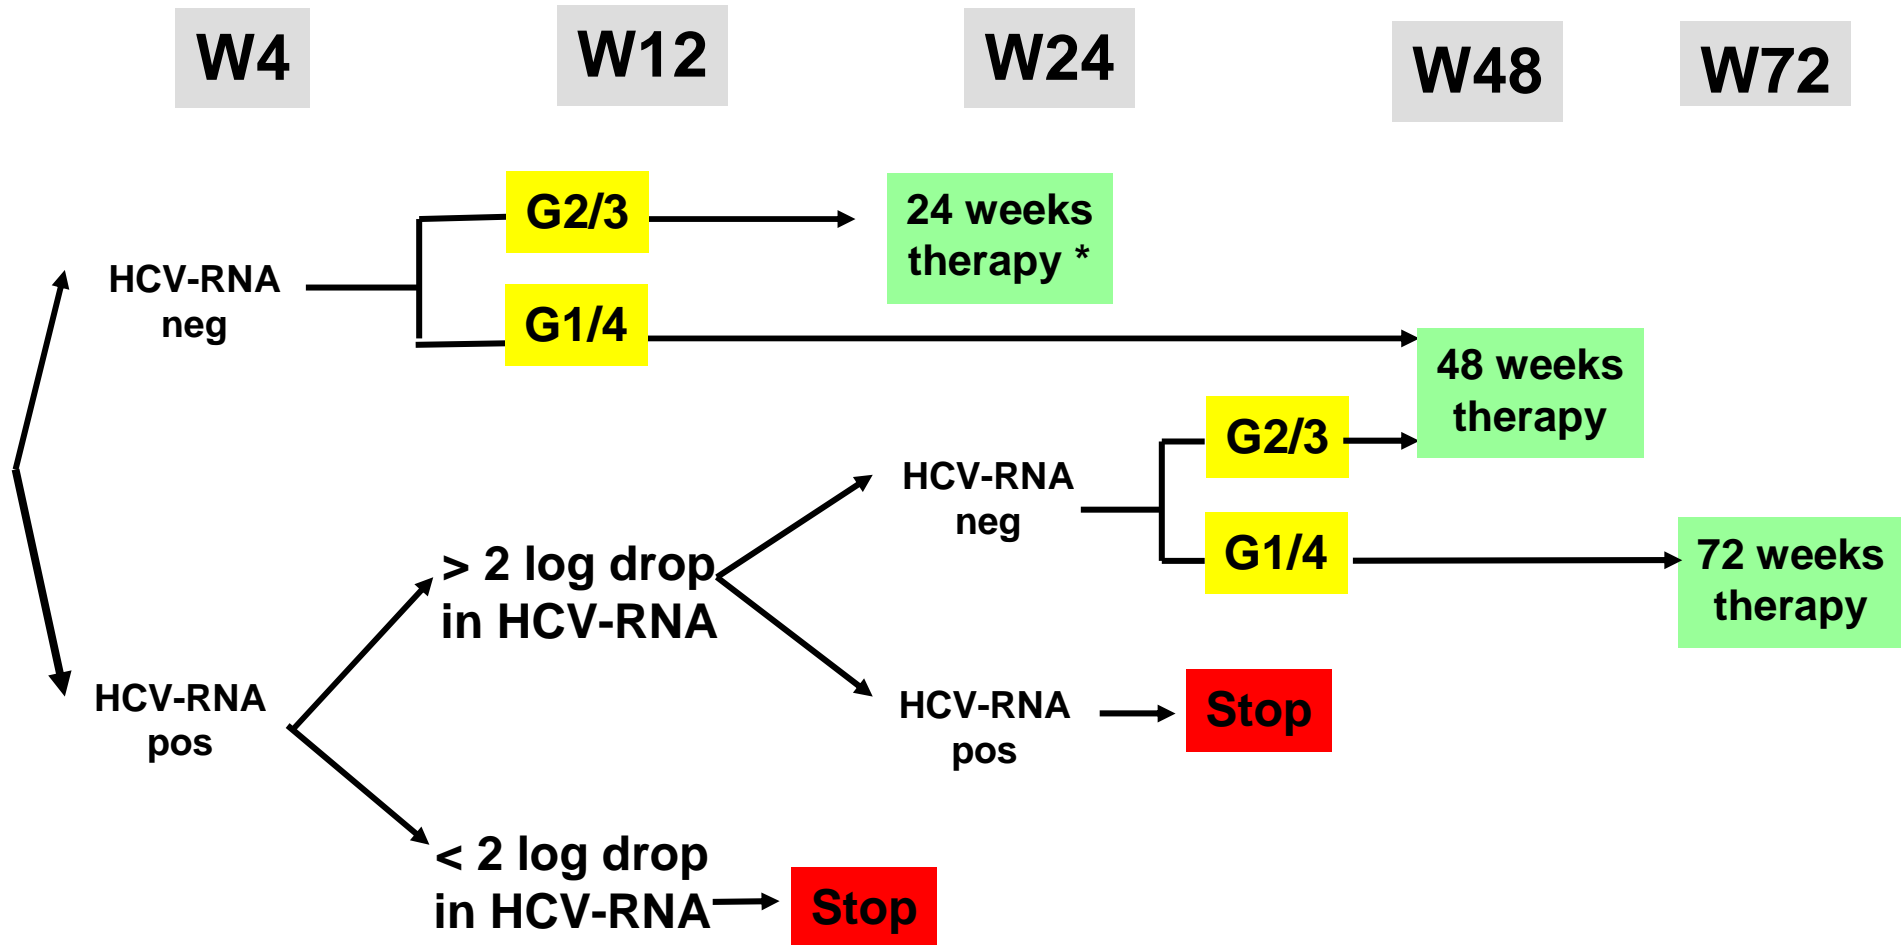 W4
W12
W24
W48
W72
G2/3
24 weeks
therapy *
HCV-RNA
neg
G1/4
48 weeks
therapy
G2/3
HCV-RNA
neg
G1/4
72 weeks
therapy
> 2 log drop
in HCV-RNA
HCV-RNA
pos
HCV-RNA
pos
Stop
< 2 log drop
in HCV-RNA
Stop